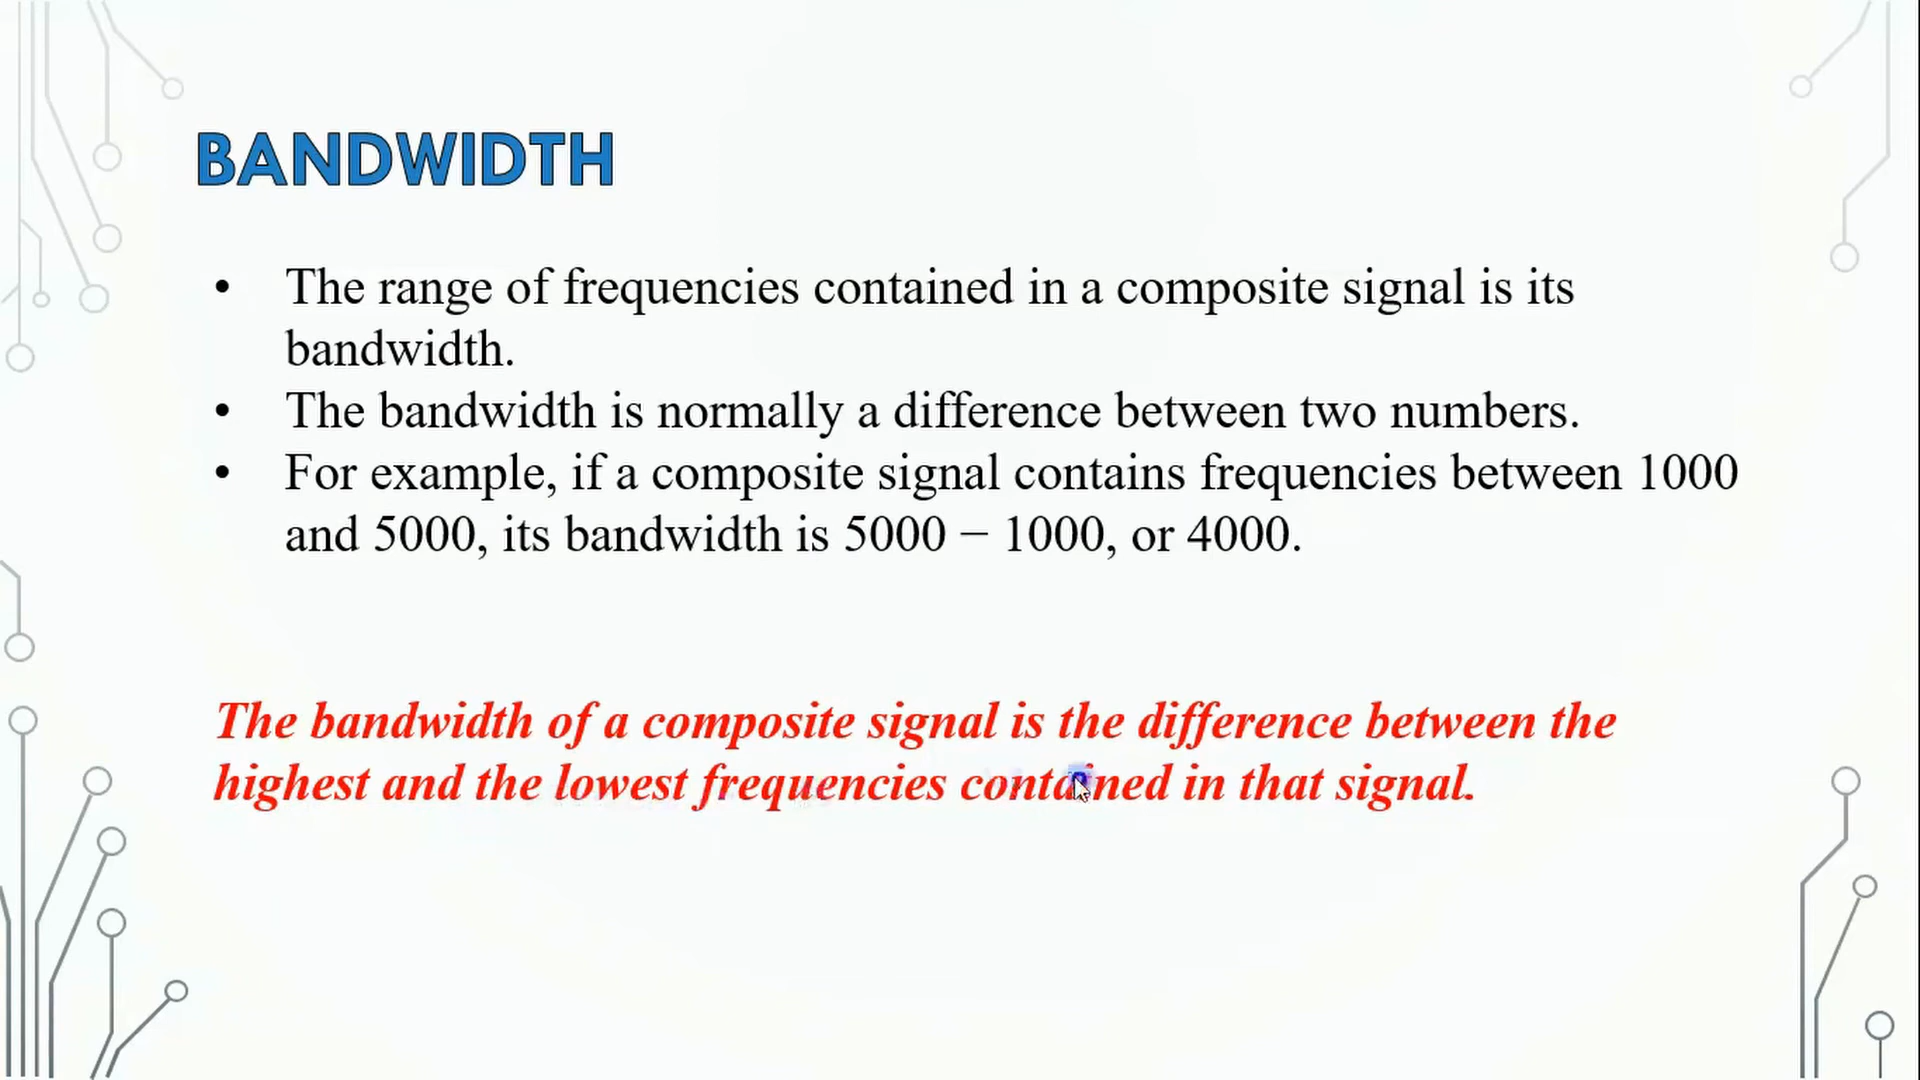 BANDWIDTH
• The range of frequencies contained in a composite signal is its
bandwidth.
• The bandwidth is normally a difference between two numbers.
• For example, if a composite signal contains frequencies between 1000
and 5000, its bandwidth is 5000 − 1000, or 4000.
The bandwidth of a composite signal is the difference between the
highest and the lowest frequencies contained in that signal.